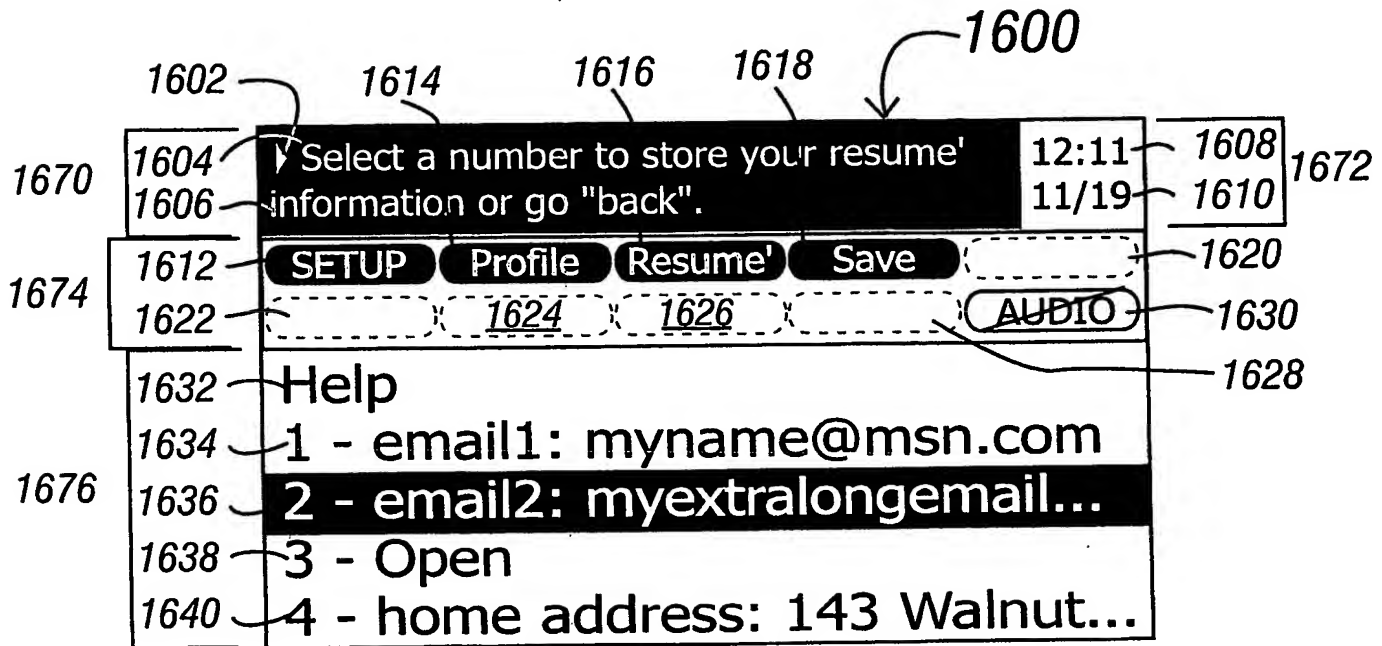 1600
1602 1614 1616 1618
1670 1604 Select a number to store your resume' 12:11 1608 1672
1606 information or go "back". 11/19 1610
1674 1612 SETUP Profile Resume' Save 1620
1622 1624 1626 AUDIO 1630
1632 Help 1628
1634 1 - email1: myname@msn.com
1676 1636 2 - email2: myextralongemail...
1638 3 - Open
1640 4 - home address: 143 Walnut...